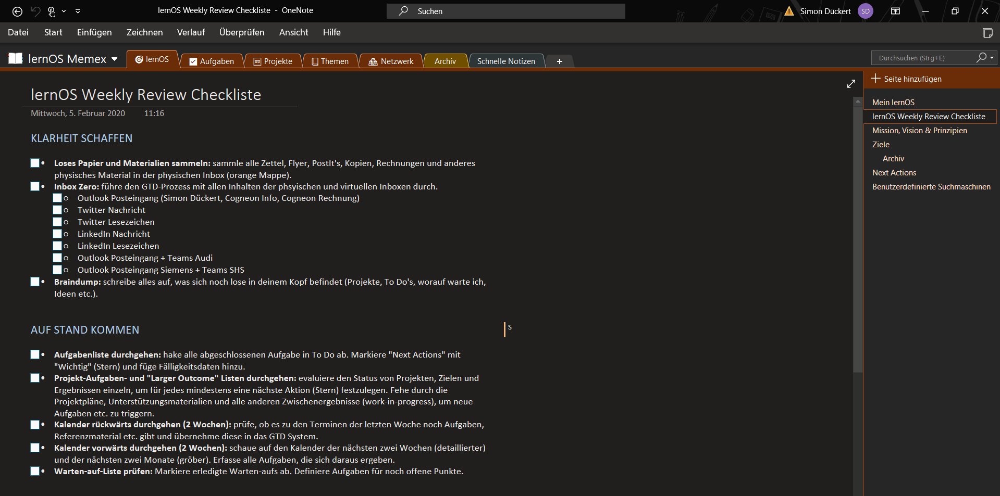 lernOS Weekly Review Checkliste - OneNote
Suchen
Simon Dückert
SD
Datei Start Einfügen Zeichnen Verlauf Überprüfen Ansicht Hilfe
lernOS Memex
lernOS
Aufgaben
Projekte
Themen
Netzwerk
Archiv
Schnelle Notizen
+
Durchsuchen (Strg+E)
lernOS Weekly Review Checkliste
Mittwoch, 5. Februar 2020 11:16
KLARHEIT SCHAFFEN
• Loses Papier und Materialien sammeln: sammle alle Zettel, Flyer, PostIt's, Kopien, Rechnungen und anderes
physisches Material in der physischen Inbox (orange Mappe).
• Inbox Zero: führe den GTD-Prozess mit allen Inhalten der phsyischen und virtuellen Inboxen durch.
o Outlook Posteingang (Simon Dückert, Cogneon Info, Cogneon Rechnung)
o Twitter Nachricht
o Twitter Lesezeichen
o LinkedIn Nachricht
o LinkedIn Lesezeichen
o Outlook Posteingang + Teams Audi
o Outlook Posteingang Siemens + Teams SHS
• Braindump: schreibe alles auf, was sich noch lose in deinem Kopf befindet (Projekte, To Do's, worauf warte ich,
Ideen etc.).
AUF STAND KOMMEN
S
• Aufgabenliste durchgehen: hake alle abgeschlossenen Aufgabe in To Do ab. Markiere "Next Actions" mit
"Wichtig" (Stern) und füge Fälligkeitsdaten hinzu.
• Projekt-Aufgaben- und "Larger Outcome" Listen durchgehen: evaluiere den Status von Projekten, Zielen und
Ergebnissen einzeln, um für jedes mindestens eine nächste Aktion (Stern) festzulegen. Fehe durch die
Projektpläne, Unterstützungsmaterialien und alle anderen Zwischenergebnisse (work-in-progress), um neue
Aufgaben etc. zu triggern.
• Kalender rückwärts durchgehen (2 Wochen): prüfe, ob es zu den Terminen der letzten Woche noch Aufgaben,
Referenzmaterial etc. gibt und übernehme diese in das GTD System.
• Kalender vorwärts durchgehen (2 Wochen): schaue auf den Kalender der nächsten zwei Wochen (detaillierter)
und der nächsten zwei Monate (gröber). Erfasse alle Aufgaben, die sich daraus ergeben.
• Warten-auf-Liste prüfen: Markiere erledigte Warten-aufs ab. Definiere Aufgaben für noch offene Punkte.
Seite hinzufügen
Mein lernOS
lernOS Weekly Review Checkliste
Mission, Vision & Prinzipien
Ziele
Archiv
Next Actions
Benutzerdefinierte Suchmaschinen